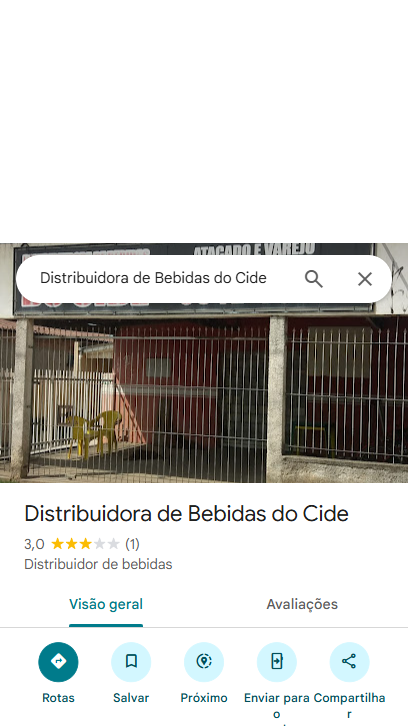 ATACADO E VAREJO
Distribuidora de Bebidas do Cide
Distribuidora de Bebidas do Cide
3,0 (1)
Distribuidor de bebidas
Visão geral Avaliações
Rotas Salvar Próximo Enviar para o Compartilhar